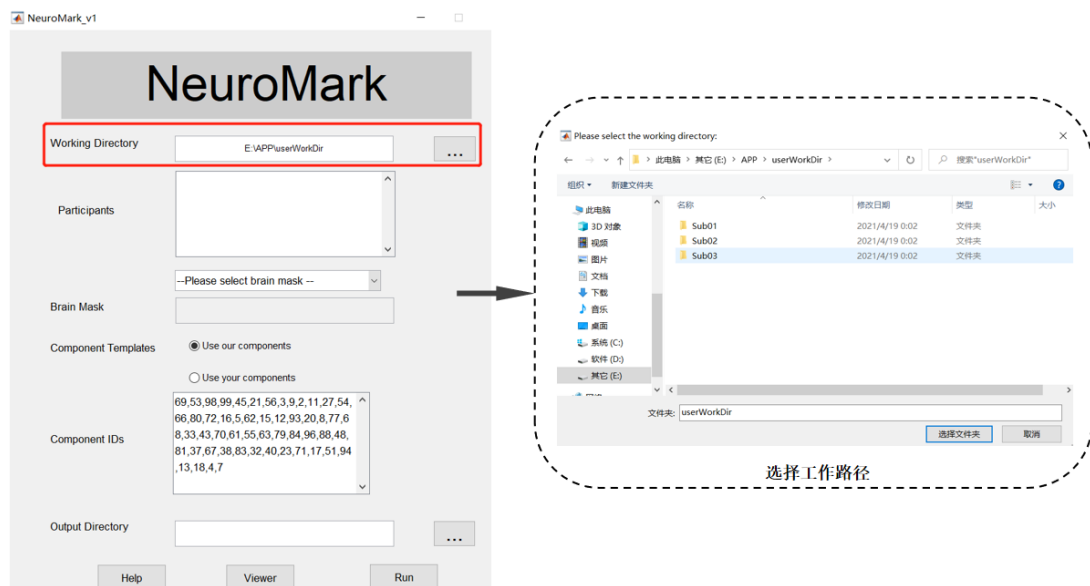 NeuroMark_v1
NeuroMark
Working Directory
E:\APP\userWorkDir
...
Participants
--Please select brain mask --
Brain Mask
Component Templates
Use our components
Use your components
Component IDs
69,53,98,99,45,21,56,3,9,2,11,27,54,
66,80,72,16,5,62,15,12,93,20,8,77,6
8,33,43,70,61,55,63,79,84,96,88,48,
81,37,67,38,83,32,40,23,71,17,51,94
,13,18,4,7
Output Directory
...
Help
Viewer
Run
Please select the working directory:
此电脑 > 其它 (E:) > APP > userWorkDir >
搜索"userWorkDir"
组织
新建文件夹
名称
修改日期
类型
大小
此电脑
3D 对象
视频
图片
文档
下载
音乐
桌面
系统 (C:)
软件 (D:)
其它 (E:)
Sub01
2021/4/19 0:02
文件夹
Sub02
2021/4/19 0:02
文件夹
Sub03
2021/4/19 0:02
文件夹
文件夹:
userWorkDir
选择文件夹
取消
选择工作路径